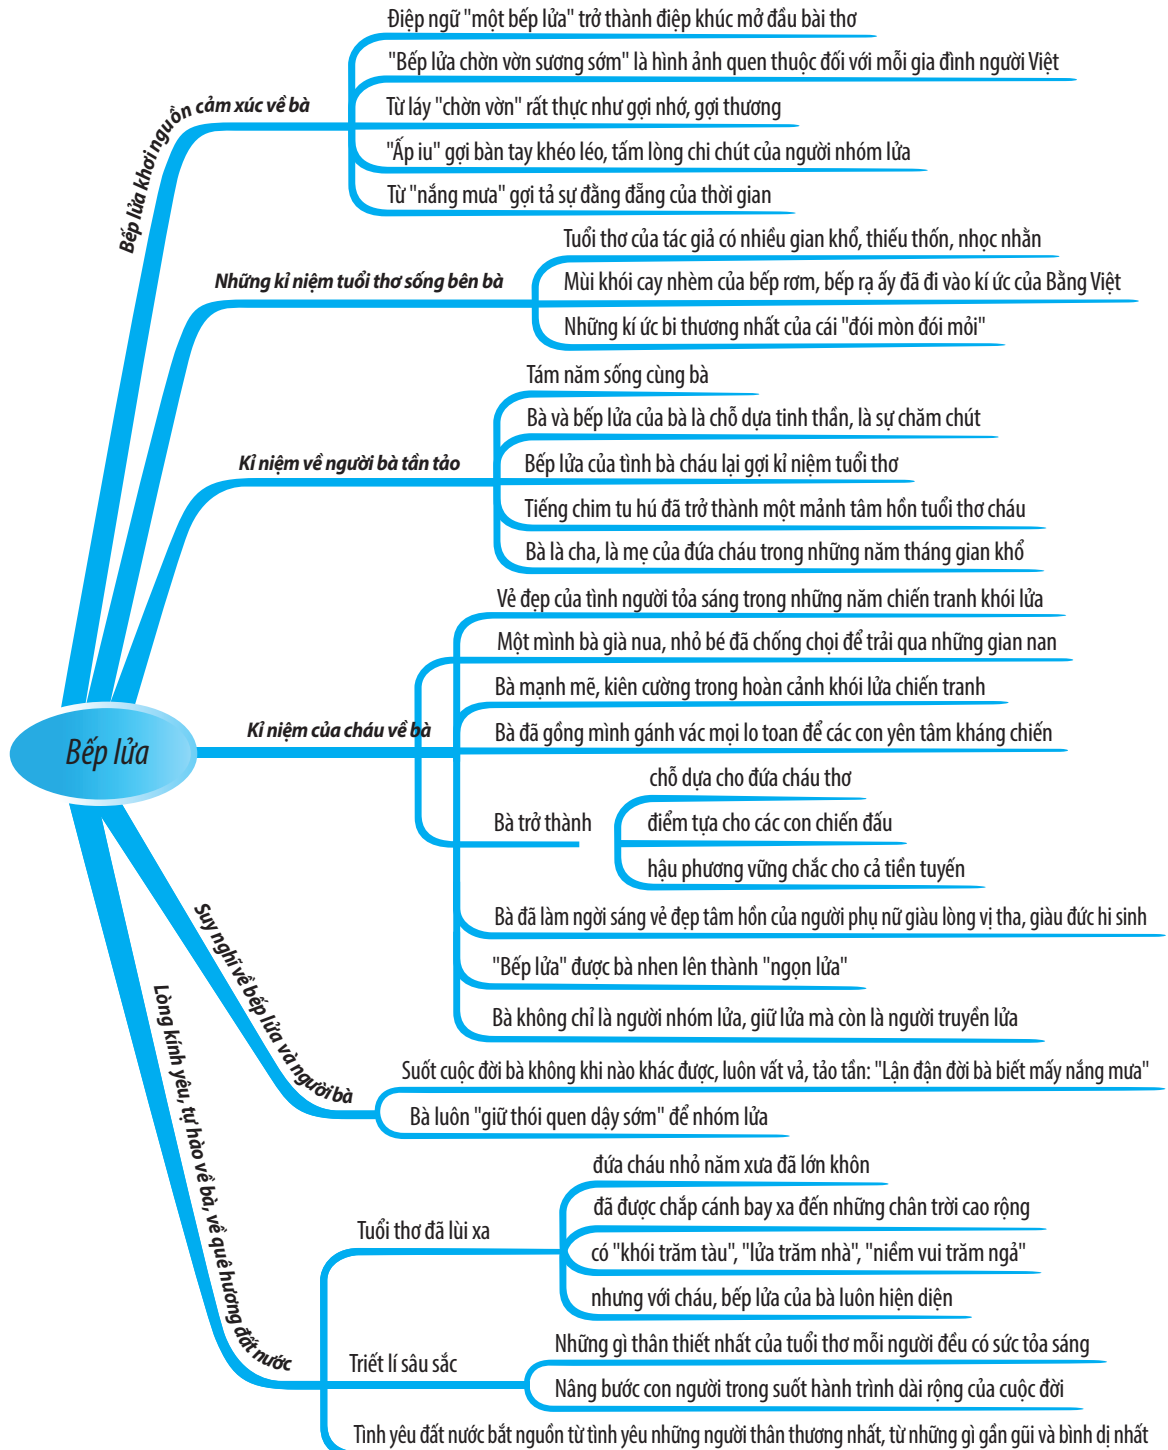 Bếp lửa
Bếp lửa khơi nguồn cảm xúc về bà
Điệp ngữ "một bếp lửa" trở thành điệp khúc mở đầu bài thơ
"Bếp lửa chờn vờn sương sớm" là hình ảnh quen thuộc đối với mỗi gia đình người Việt
Từ láy "chờn vờn" rất thực như gợi nhớ, gợi thương
"Ấp iu" gợi bàn tay khéo léo, tấm lòng chi chút của người nhóm lửa
Từ "nắng mưa" gợi tả sự đằng đẵng của thời gian
Những kỉ niệm tuổi thơ sống bên bà
Tuổi thơ của tác giả có nhiều gian khổ, thiếu thốn, nhọc nhằn
Mùi khói cay nhèm của bếp rơm, bếp rạ ấy đã đi vào kí ức của Bằng Việt
Những kí ức bi thương nhất của cái "đói mòn đói mỏi"
Kỉ niệm về người bà tần tảo
Tám năm sống cùng bà
Bà và bếp lửa của bà là chỗ dựa tinh thần, là sự chăm chút
Bếp lửa của tình bà cháu lại gợi kỉ niệm tuổi thơ
Tiếng chim tu hú đã trở thành một mảnh tâm hồn tuổi thơ cháu
Bà là cha, là mẹ của đứa cháu trong những năm tháng gian khổ
Kỉ niệm của cháu về bà
Vẻ đẹp của tình người tỏa sáng trong những năm chiến tranh khói lửa
Một mình bà già nua, nhỏ bé đã chống chọi để trải qua những gian nan
Bà mạnh mẽ, kiên cường trong hoàn cảnh khói lửa chiến tranh
Bà đã gồng mình gánh vác mọi lo toan để các con yên tâm kháng chiến
Bà trở thành
chỗ dựa cho đứa cháu thơ
điểm tựa cho các con chiến đấu
hậu phương vững chắc cho cả tiền tuyến
Bà đã làm ngời sáng vẻ đẹp tâm hồn của người phụ nữ giàu lòng vị tha, giàu đức hi sinh
"Bếp lửa" được bà nhen lên thành "ngọn lửa"
Bà không chỉ là người nhóm lửa, giữ lửa mà còn là người truyền lửa
Suy nghĩ về bếp lửa và người bà
Suốt cuộc đời bà không khi nào khác được, luôn vất vả, tảo tần: "Lận đận đời bà biết mấy nắng mưa"
Bà luôn "giữ thói quen dậy sớm" để nhóm lửa
Lòng kính yêu, tự hào về bà, về quê hương đất nước
Tuổi thơ đã lùi xa
đứa cháu nhỏ năm xưa đã lớn khôn
đã được chắp cánh bay xa đến những chân trời cao rộng
có "khói trăm tàu", "lửa trăm nhà", "niềm vui trăm ngả"
nhưng với cháu, bếp lửa của bà luôn hiện diện
Triết lí sâu sắc
Những gì thân thiết nhất của tuổi thơ mỗi người đều có sức tỏa sáng
Nâng bước con người trong suốt hành trình dài rộng của cuộc đời
Tình yêu đất nước bắt nguồn từ tình yêu những người thân thương nhất, từ những gì gần gũi và bình dị nhất